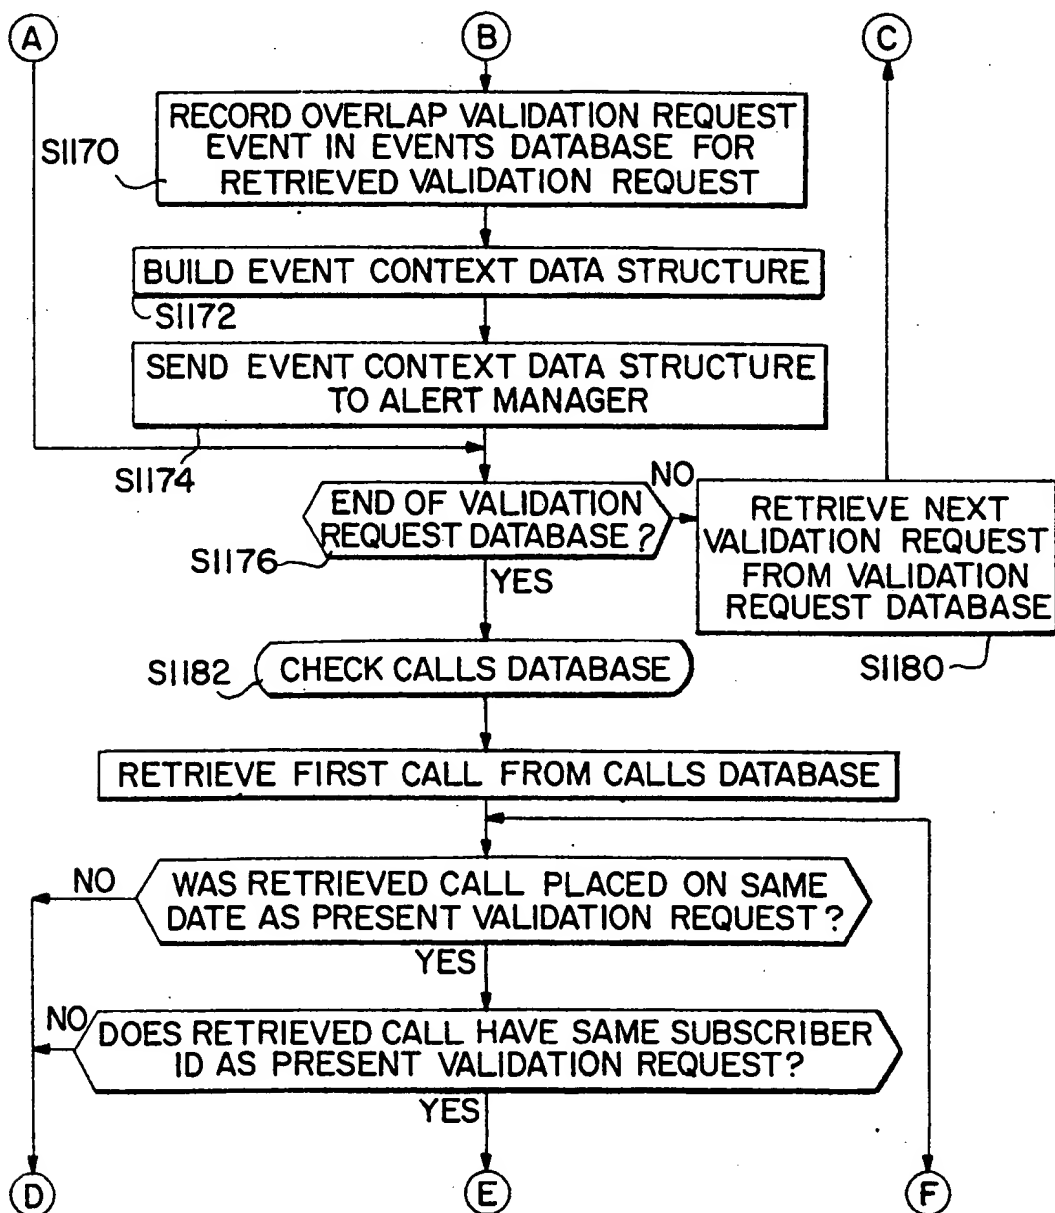 A
B
C
RECORD OVERLAP VALIDATION REQUEST
EVENT IN EVENTS DATABASE FOR
RETRIEVED VALIDATION REQUEST
S1170
BUILD EVENT CONTEXT DATA STRUCTURE
S1172
SEND EVENT CONTEXT DATA STRUCTURE
TO ALERT MANAGER
S1174
END OF VALIDATION
REQUEST DATABASE?
S1176
NO
YES
RETRIEVE NEXT
VALIDATION REQUEST
FROM VALIDATION
REQUEST DATABASE
S1180
S1182
CHECK CALLS DATABASE
RETRIEVE FIRST CALL FROM CALLS DATABASE
NO
WAS RETRIEVED CALL PLACED ON SAME
DATE AS PRESENT VALIDATION REQUEST?
YES
NO
DOES RETRIEVED CALL HAVE SAME SUBSCRIBER
ID AS PRESENT VALIDATION REQUEST?
YES
D
E
F